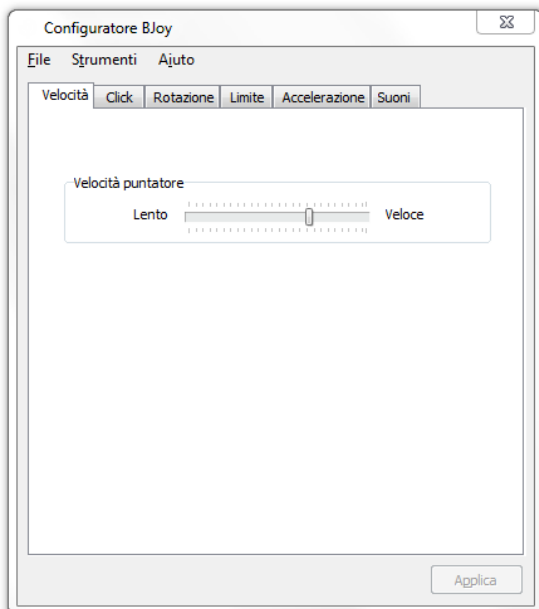 Configuratore BJoy
File Strumenti Aiuto
Velocità Click Rotazione Limite Accelerazione Suoni
Velocità puntatore
Lento Veloce
Applica